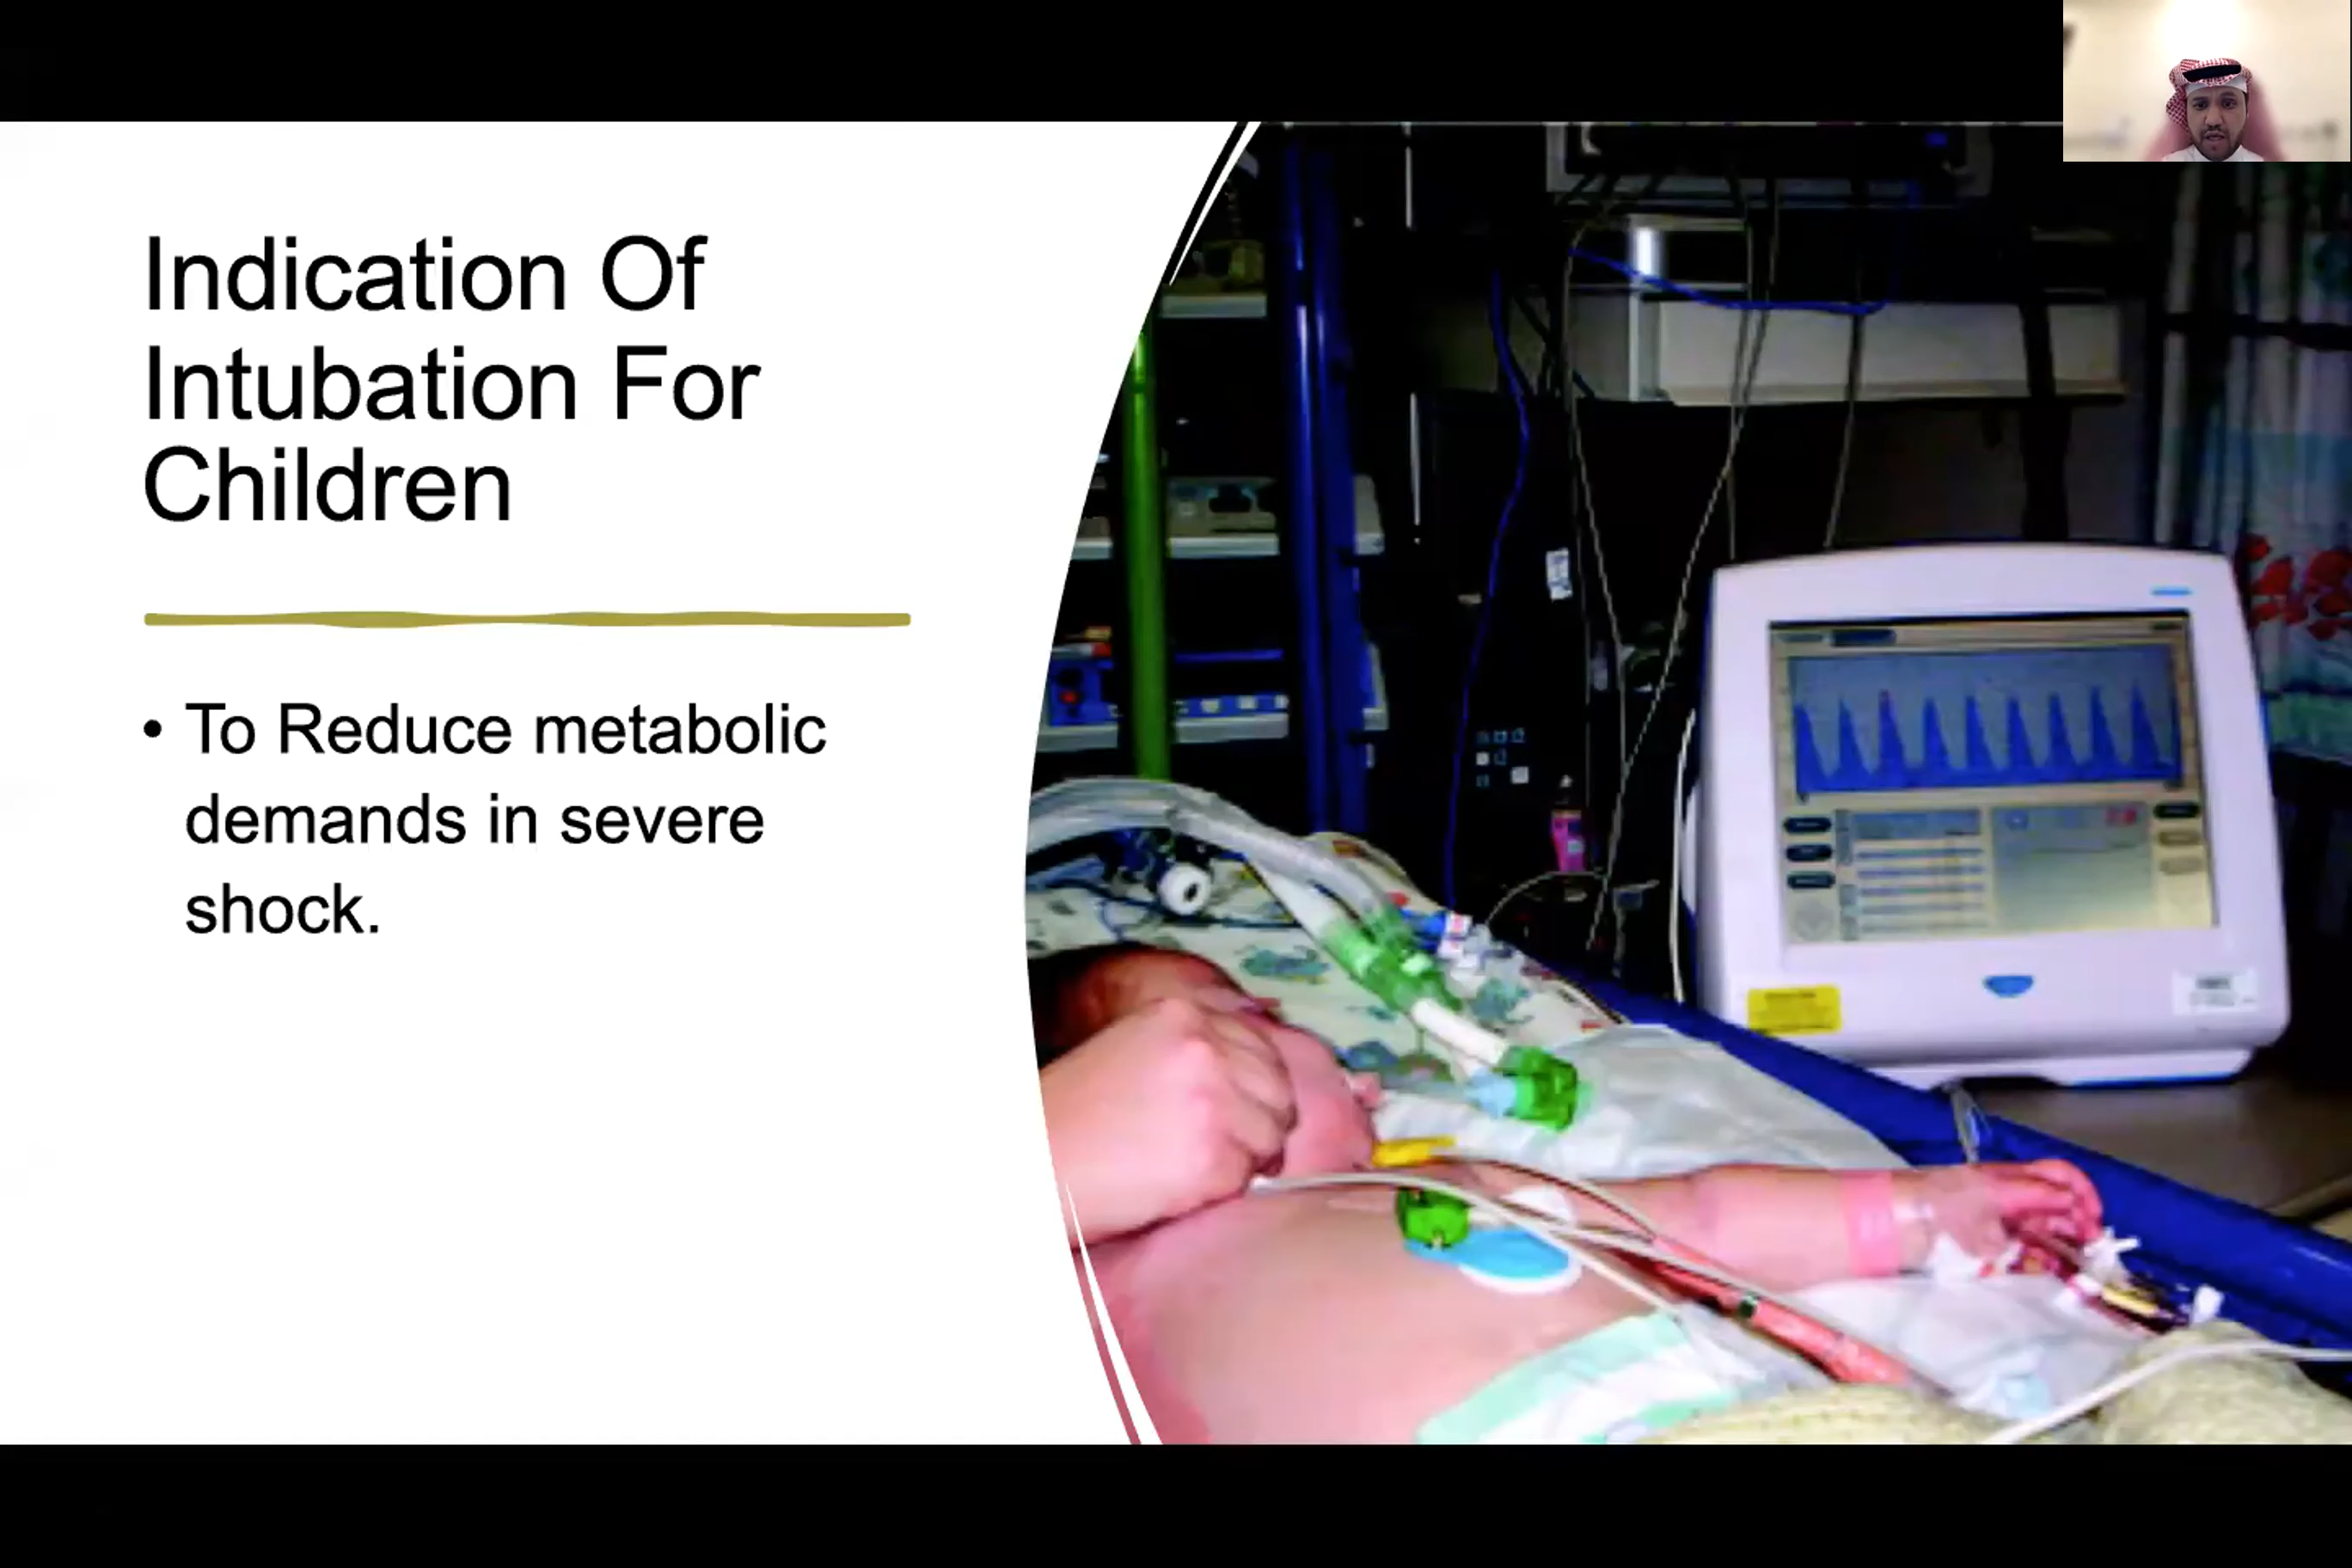 Indication Of
Intubation For
Children
• To Reduce metabolic
demands in severe
shock.